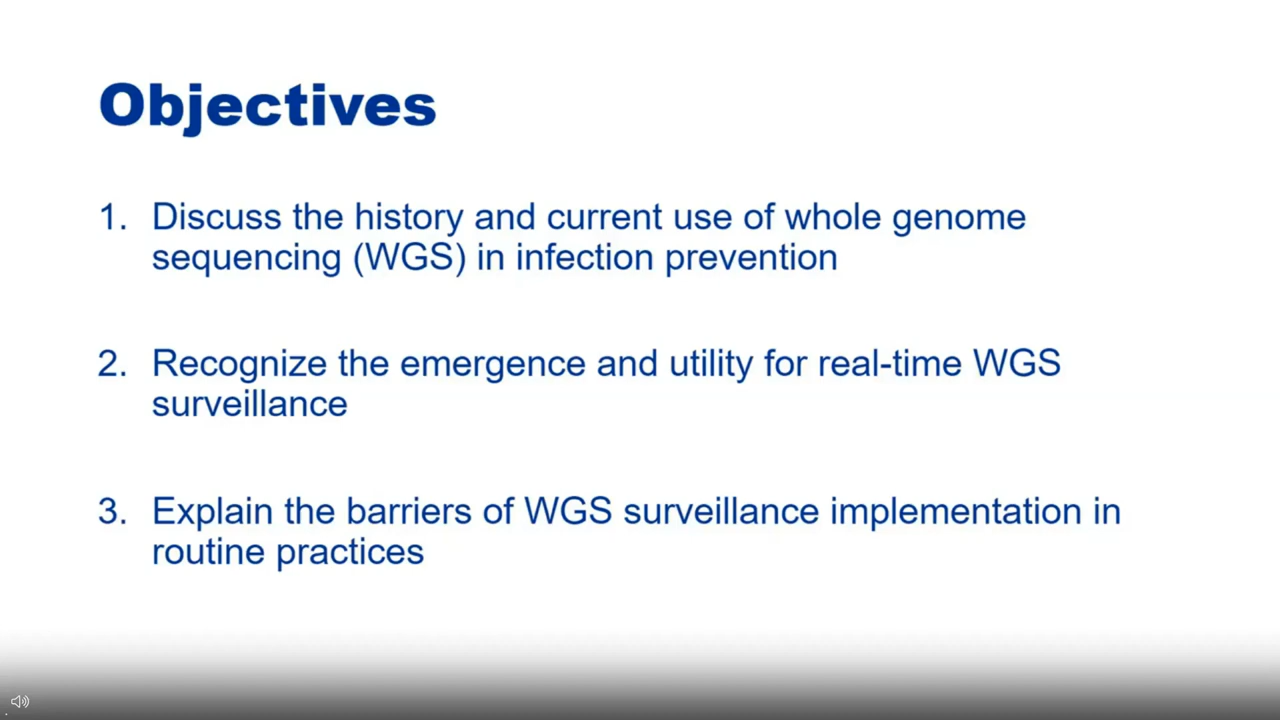 Objectives
1. Discuss the history and current use of whole genome
sequencing (WGS) in infection prevention
2. Recognize the emergence and utility for real-time WGS
surveillance
3. Explain the barriers of WGS surveillance implementation in
routine practices